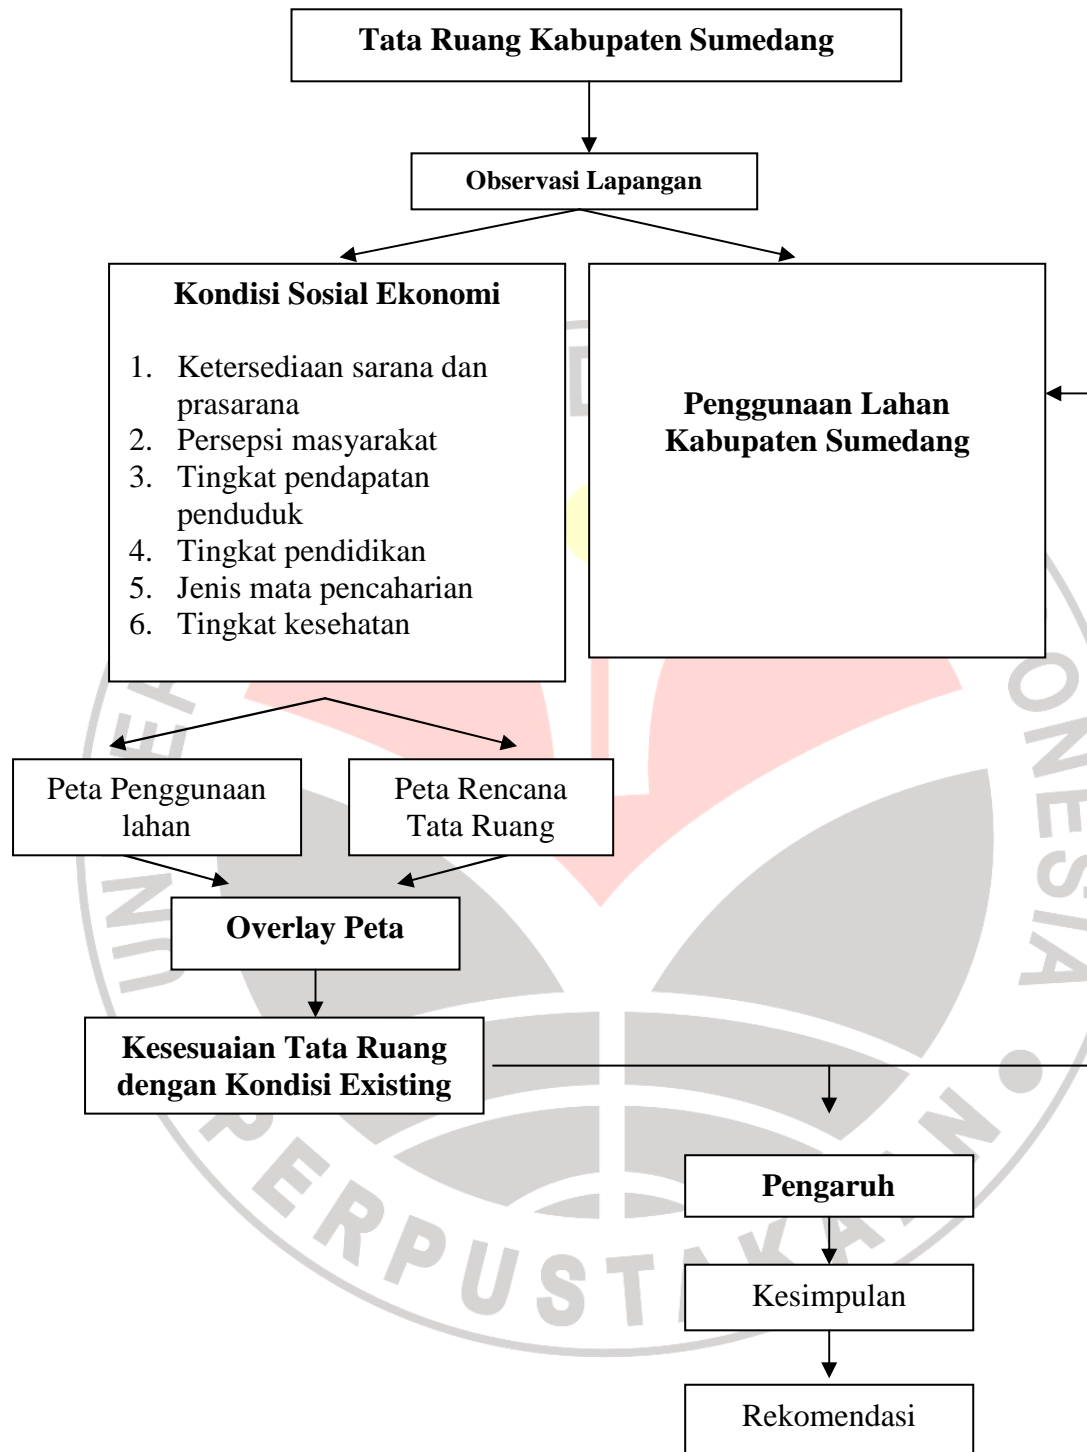 Tata Ruang Kabupaten Sumedang
Observasi Lapangan
Kondisi Sosial Ekonomi
1. Ketersediaan sarana dan
prasarana
2. Persepsi masyarakat
3. Tingkat pendapatan
penduduk
4. Tingkat pendidikan
5. Jenis mata pencaharian
6. Tingkat kesehatan
Penggunaan Lahan
Kabupaten Sumedang
Peta Penggunaan
lahan
Peta Rencana
Tata Ruang
Overlay Peta
Kesesuaian Tata Ruang
dengan Kondisi Existing
Pengaruh
Kesimpulan
Rekomendasi
PERPUSTAKAAN